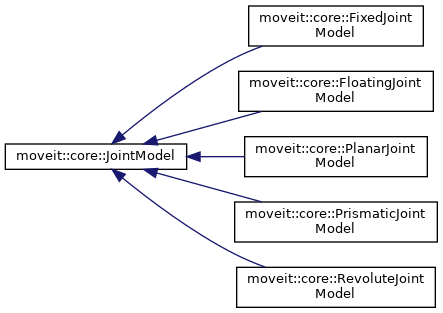 moveit::core::FixedJoint
Model
moveit::core::FloatingJoint
Model
moveit::core::JointModel
moveit::core::PlanarJoint
Model
moveit::core::PrismaticJoint
Model
moveit::core::RevoluteJoint
Model